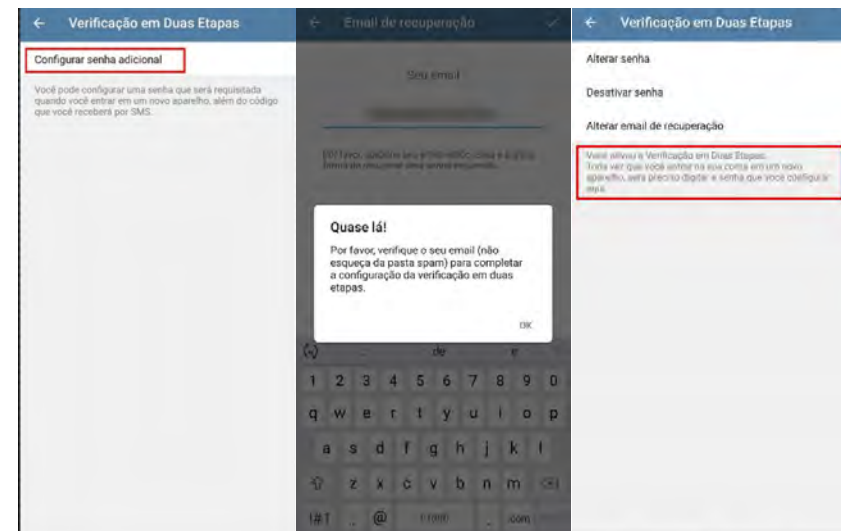 Verificação em Duas Etapas
Configurar senha adicional
Você pode configurar uma senha que será requisitada
quando você entrar em um novo aparelho, além do código
que você receberá por SMS.
Email de recuperação
Seu email
Quase lá!
Por favor, verifique o seu email (não
esqueça da pasta spam) para completar
a configuração da verificação em duas
etapas.
OK
de
e
1 2 3 4 5 6 7 8 9 0
q w e r t y u i o p
a s d f g h j k l
z x c v b n m
!#1 . @ .com
Verificação em Duas Etapas
Alterar senha
Desativar senha
Alterar email de recuperação
Você ativou a Verificação em Duas Etapas.
Toda vez que você entrar na sua conta em um novo
aparelho, será preciso digitar a senha que você configurar
aqui.